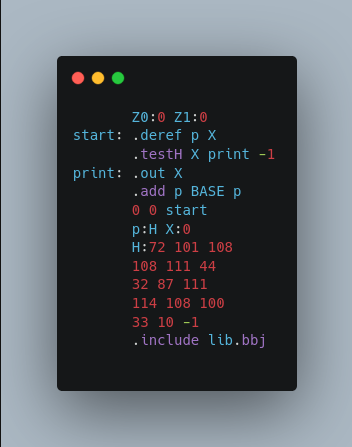 Z0:0 Z1:0
start: .deref p X
.testH X print -1
print: .out X
.add p BASE p
0 0 start
p:H X:0
H:72 101 108
108 111 44
32 87 111
114 108 100
33 10 -1
.include lib.bbj